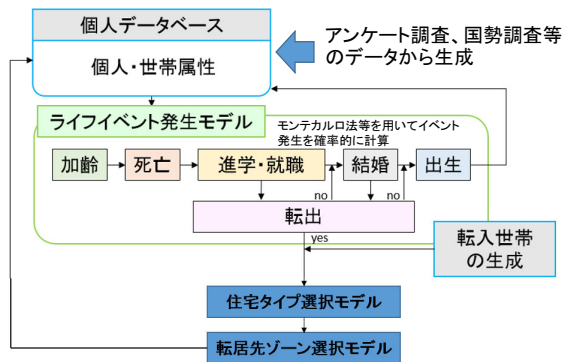 個人データベース
個人・世帯属性
アンケート調査、国勢調査等
のデータから生成
ライフイベント発生モデル
モンテカルロ法等を用いてイベント
発生を確率的に計算
加齢
死亡
進学・就職
結婚
出生
no
no
転出
yes
転入世帯
の生成
住宅タイプ選択モデル
転居先ゾーン選択モデル